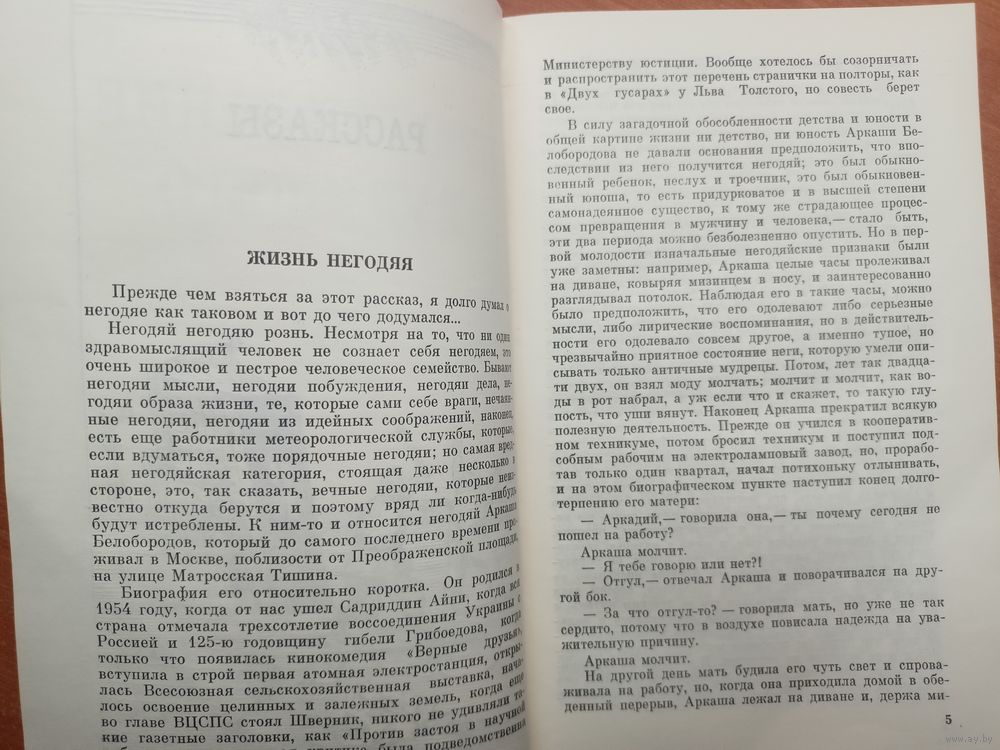 РАССКАЗЫ
ЖИЗНЬ НЕГОДЯЯ
Прежде чем взяться за этот рассказ, я долго думал о
негодяе как таковом и вот до чего додумался...
Негодяй негодяю рознь. Несмотря на то, что ни один
здравомыслящий человек не сознает себя негодяем, это
очень широкое и пестрое человеческое семейство. Бывают
негодяи мысли, негодяи побуждения, негодяи дела, не-
годяи образа жизни, те, которые сами себе враги, нечаян-
ные негодяи, негодяи из идейных соображений, наконец,
есть еще работники метеорологической службы, которые,
если вдуматься, тоже порядочные негодяи; но самая вред-
ная негодяйская категория, стоящая даже несколько в
стороне, это, так сказать, вечные негодяи, которые неиз-
вестно откуда берутся и поэтому вряд ли когда-нибудь
будут истреблены. К ним-то и относится негодяй Аркаша
Белобородов, который до самого последнего времени про-
живал в Москве, поблизости от Преображенской площади,
на улице Матросская Тишина.
Биография его относительно коротка. Он родился в
1954 году, когда от нас ушел Садриддин Айни, когда вся
страна отмечала трехсотлетие воссоединения Украины с
Россией и 125-ю годовщину гибели Грибоедова, когда
только что появилась кинокомедия «Верные друзья»,
вступила в строй первая атомная электростанция, откры-
лась Всесоюзная сельскохозяйственная выставка, нача-
лось освоение целинных и залежных земель, когда еще
во главе ВЦСПС стоял Шверник, никого не удивляли та-
кие газетные заголовки, как «Против застоя в научной
критике была подведомственна
Министерству юстиции. Вообще хотелось бы созорничать
и распространить этот перечень странички на полторы, как
в «Двух гусарах» у Льва Толстого, но совесть берет
свое.
В силу загадочной обособленности детства и юности в
общей картине жизни ни детство, ни юность Аркаши Бе-
лобородова не давали основания предположить, что впо-
следствии из него получится негодяй; это был обыкно-
венный ребенок, неслух и троечник, это был обыкновен-
ный юноша, то есть придурковатое и в высшей степени
самонадеянное существо, к тому же страдающее процес-
сом превращения в мужчину и человека,— стало быть,
эти два периода можно безболезненно опустить. Но в пер-
вой молодости изначальные негодяйские признаки были
уже заметны: например, Аркаша целые часы пролеживал
на диване, ковыряя мизинцем в носу, и заинтересованно
разглядывал потолок. Наблюдая его в такие часы, можно
было предположить, что его одолевают либо серьезные
мысли, либо лирические воспоминания, но в действитель-
ности его одолевало совсем другое, а именно тупое, но
чрезвычайно приятное состояние неги, которую умели опи-
сывать только античные мудрецы. Потом, лет так двадца-
ти двух, он взял моду молчать; молчит и молчит, как во-
ды в рот набрал, а уж если что и скажет, то такую глу-
пость, что уши вянут. Наконец Аркаша прекратил всякую
полезную деятельность. Прежде он учился в кооператив-
ном техникуме, потом бросил техникум и поступил под-
собным рабочим на электроламповый завод, но, проработав-
тав только один квартал, начал потихоньку отлынивать,
и на этом биографическом пункте наступил конец долго-
терпению его матери:
— Аркадий,— говорила она,— ты почему сегодня не
пошел на работу?
Аркаша молчит.
— Я тебе говорю или нет?!
— Отгул,— отвечал Аркаша и поворачивался на дру-
гой бок.
— За что отгул-то? — говорила мать, но уже не так
сердито, потому что в воздухе повисала надежда на ува-
жительную причину.
Аркаша молчит.
На другой день мать будила его чуть свет и спрова-
живала на работу, но, когда она приходила домой в обе-
денный перерыв, Аркаша лежал на диване и, держа ми-
5
www.ay.by